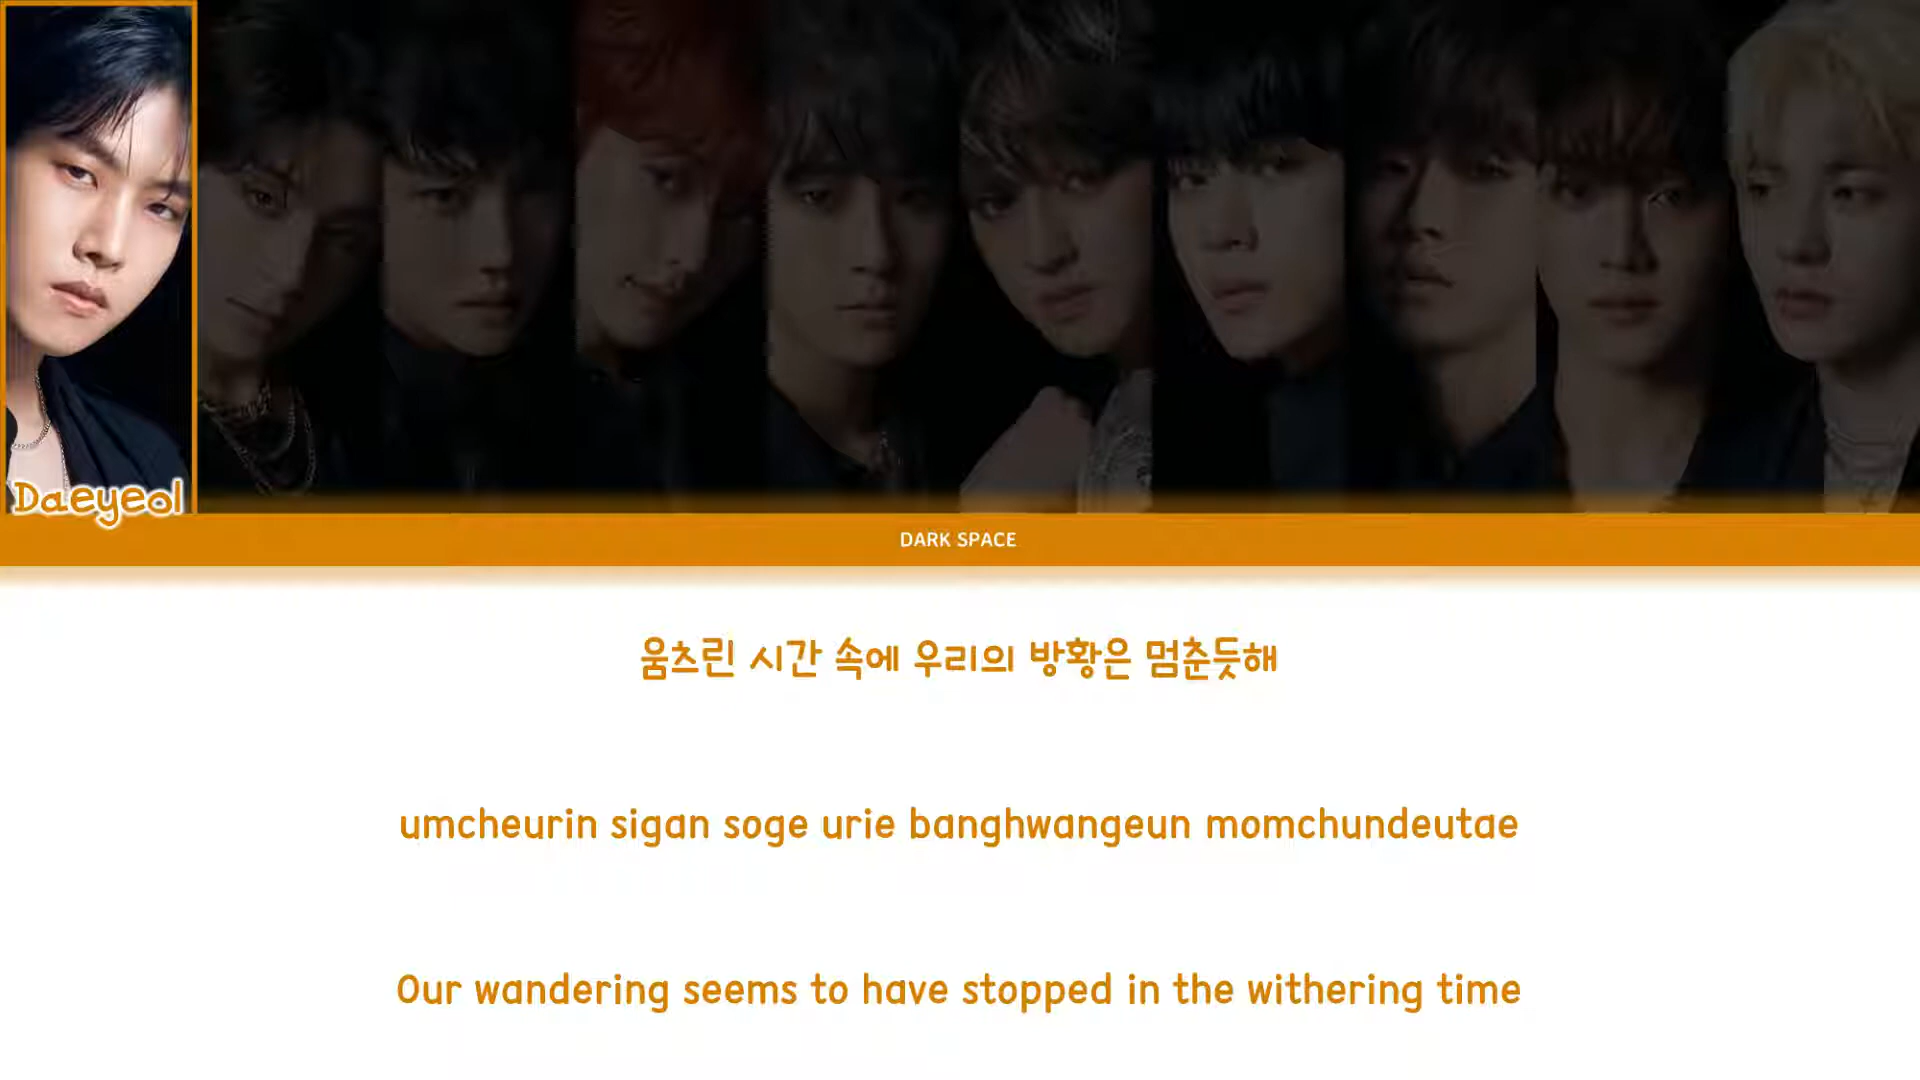 Daeyeol
DARK SPACE
움츠린 시간 속에 우리의 방황은 멈춘듯해
umcheurin sigan soge urie banghwangeun momchundeutae
Our wandering seems to have stopped in the withering time